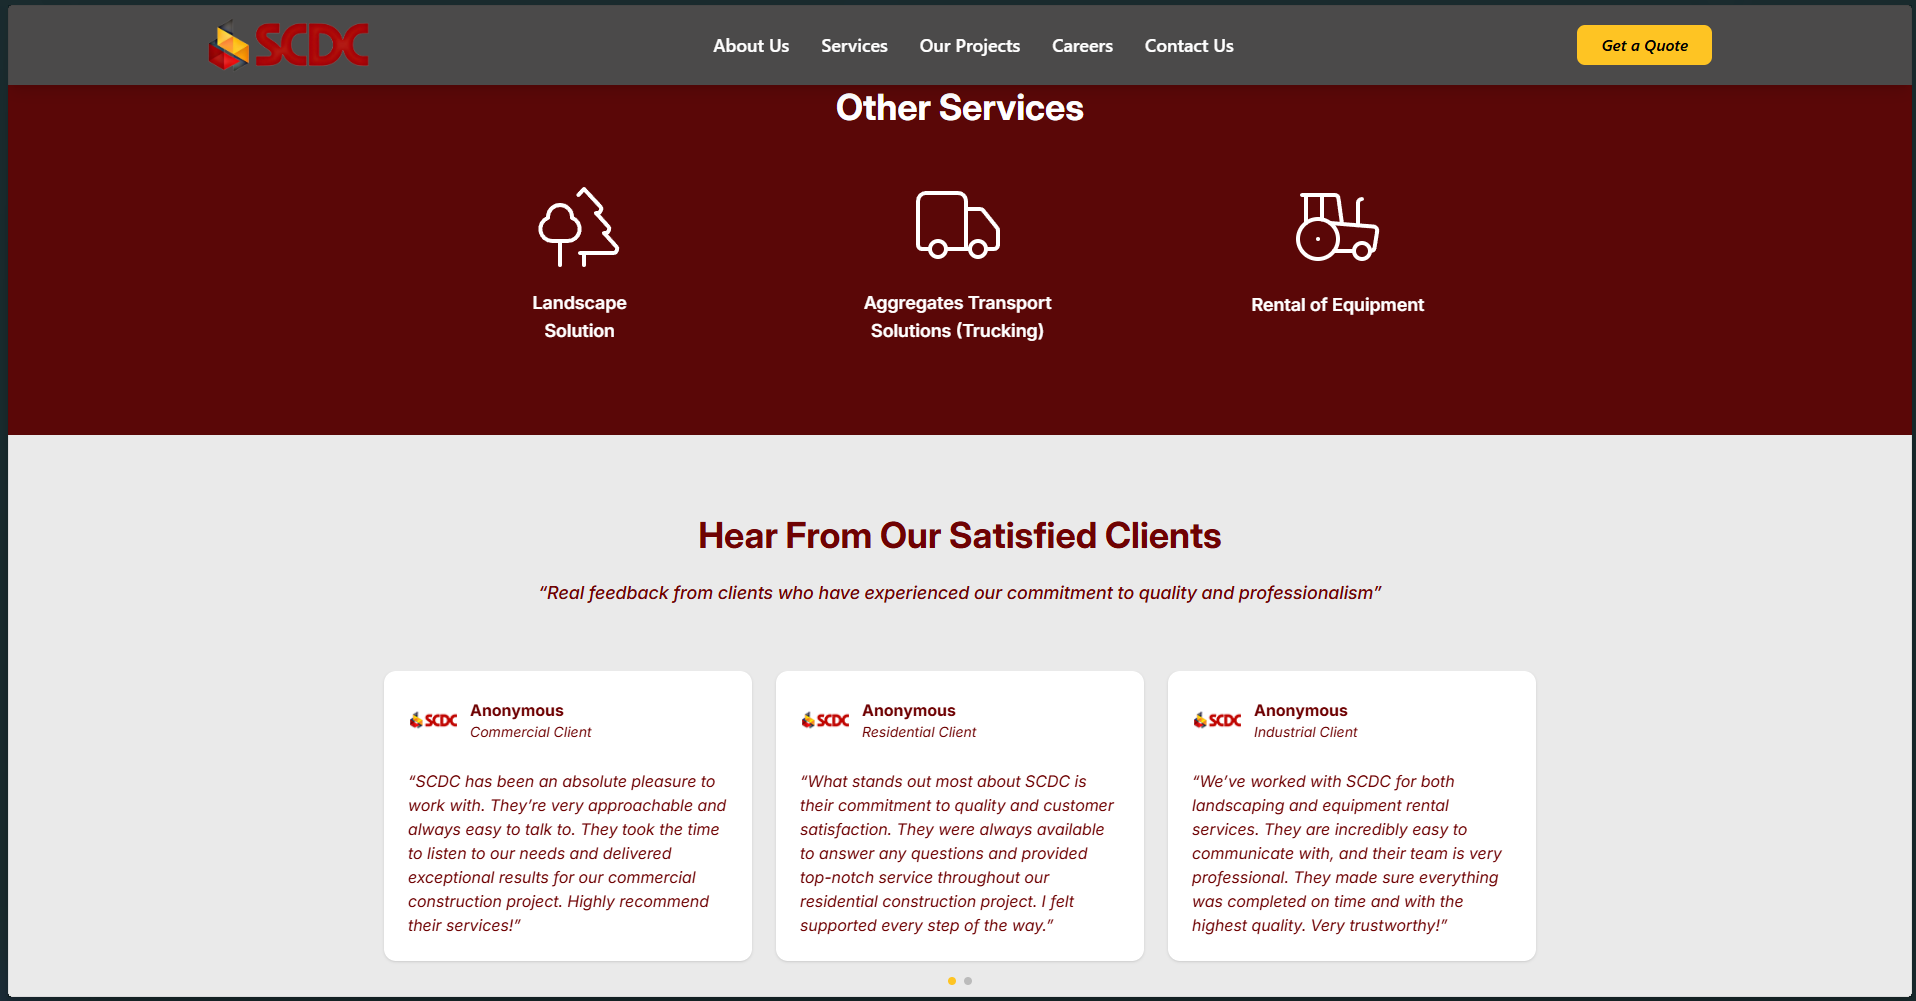 SCDC
About Us
Services
Our Projects
Careers
Contact Us
Get a Quote
Other Services
Landscape
Solution
Aggregates Transport
Solutions (Trucking)
Rental of Equipment
Hear From Our Satisfied Clients
“Real feedback from clients who have experienced our commitment to quality and professionalism”
SCDC
Anonymous
Commercial Client
“SCDC has been an absolute pleasure to
work with. They’re very approachable and
always easy to talk to. They took the time
to listen to our needs and delivered
exceptional results for our commercial
construction project. Highly recommend
their services!”
SCDC
Anonymous
Residential Client
“What stands out most about SCDC is
their commitment to quality and customer
satisfaction. They were always available
to answer any questions and provided
top-notch service throughout our
residential construction project. I felt
supported every step of the way.”
SCDC
Anonymous
Industrial Client
“We’ve worked with SCDC for both
landscaping and equipment rental
services. They are incredibly easy to
communicate with, and their team is very
professional. They made sure everything
was completed on time and with the
highest quality. Very trustworthy!”